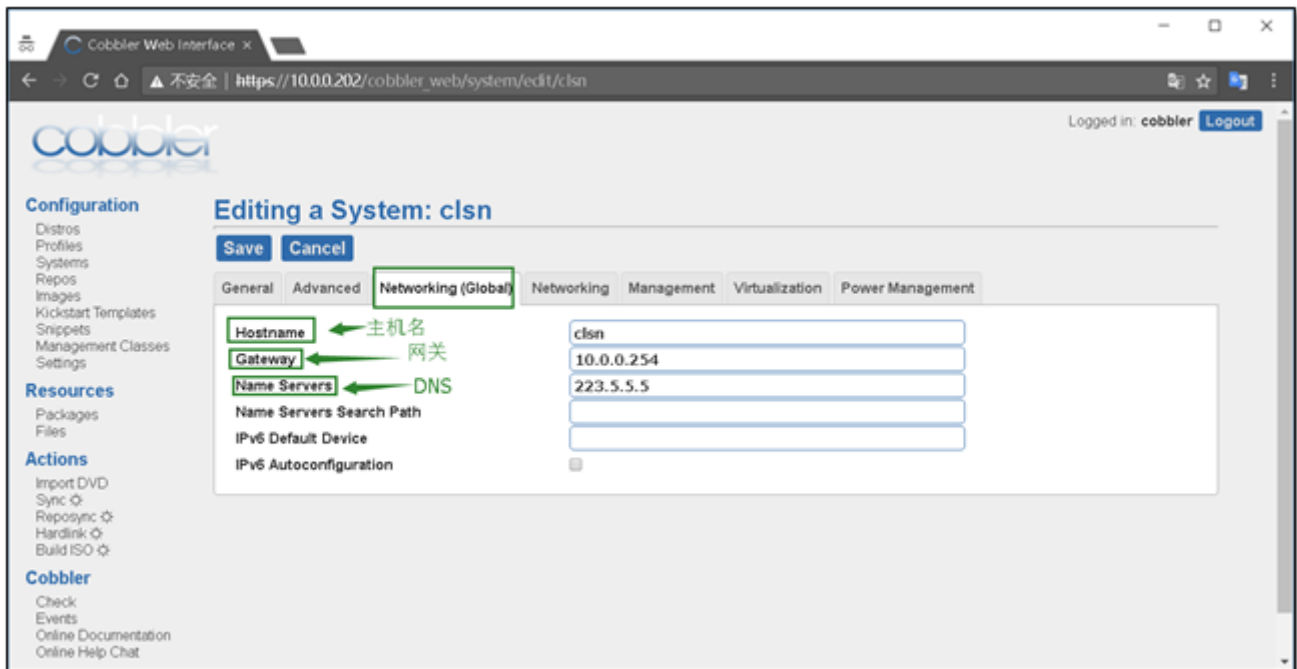 Cobbler Web Interface ×
不安全 | https://10.0.0.202/cobbler_web/system/edit/clsn
Logged in: cobbler Logout
cobbler
Configuration
Distros
Profiles
Systems
Repos
Images
Kickstart Templates
Snippets
Management Classes
Settings
Resources
Packages
Files
Actions
Import DVD
Sync
Reposync
Hardlink
Build ISO
Cobbler
Check
Events
Online Documentation
Online Help Chat
Editing a System: clsn
Save Cancel
General Advanced Networking (Global) Networking Management Virtualization Power Management
Hostname 主机名 clsn
Gateway 网关 10.0.0.254
Name Servers DNS 223.5.5.5
Name Servers Search Path
IPv6 Default Device
IPv6 Autoconfiguration